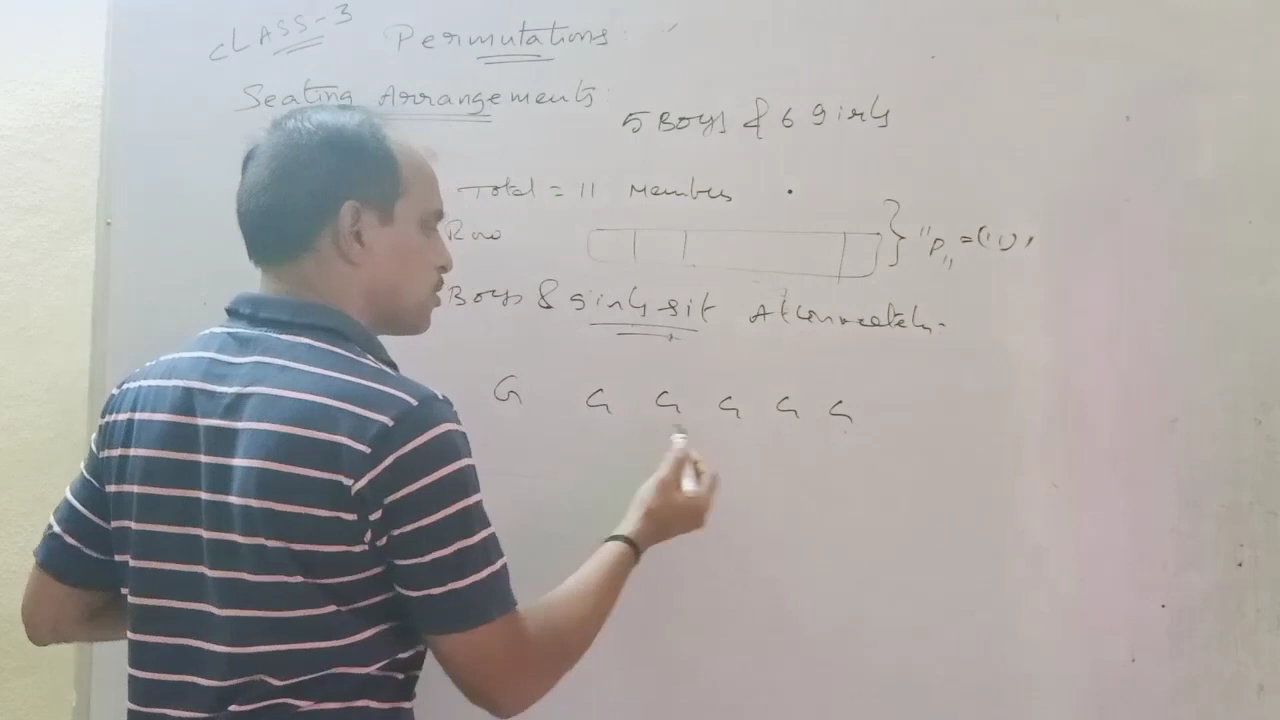 CLASS-3 Permutations
Seating Arrangements:
5 Boys & 6 Girls
Total = 11 Members
Row
11P11 = (11)!
Boys & Girls sit Alternately.
G G G G G G